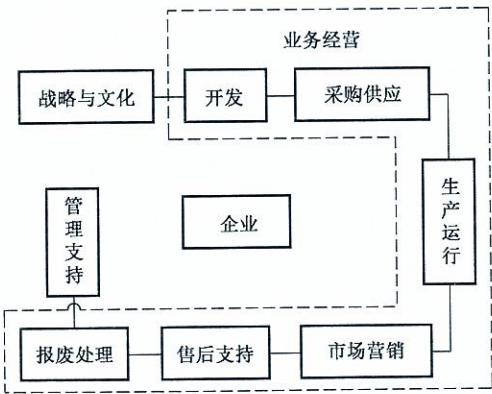 业务经营
战略与文化
开发
采购供应
生产运行
管理支持
企业
报废处理
售后支持
市场营销